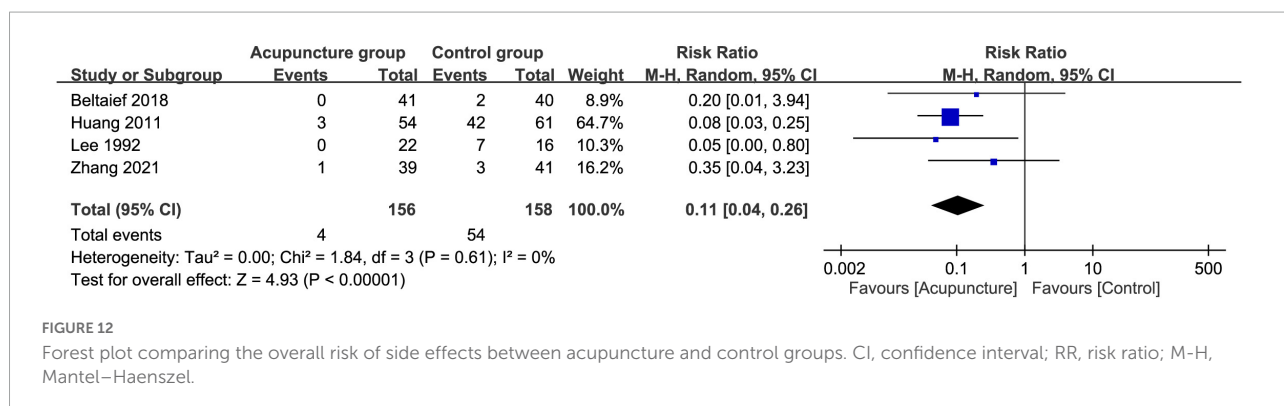 Acupuncture group Control group Risk Ratio Risk Ratio
Study or Subgroup Events Total Events Total Weight M-H, Random, 95% CI M-H, Random, 95% CI
Beltaief 2018 0 41 2 40 8.9% 0.20 [0.01, 3.94]
Huang 2011 3 54 42 61 64.7% 0.08 [0.03, 0.25]
Lee 1992 0 22 7 16 10.3% 0.05 [0.00, 0.80]
Zhang 2021 1 39 3 41 16.2% 0.35 [0.04, 3.23]
Total (95% CI) 156 158 100.0% 0.11 [0.04, 0.26]
Total events 4 54
Heterogeneity: Tau² = 0.00; Chi² = 1.84, df = 3 (P = 0.61); I² = 0%
Test for overall effect: Z = 4.93 (P < 0.00001)
0.002 0.1 1 10 500
Favours [Acupuncture] Favours [Control]
FIGURE 12
Forest plot comparing the overall risk of side effects between acupuncture and control groups. CI, confidence interval; RR, risk ratio; M-H,
Mantel–Haenszel.